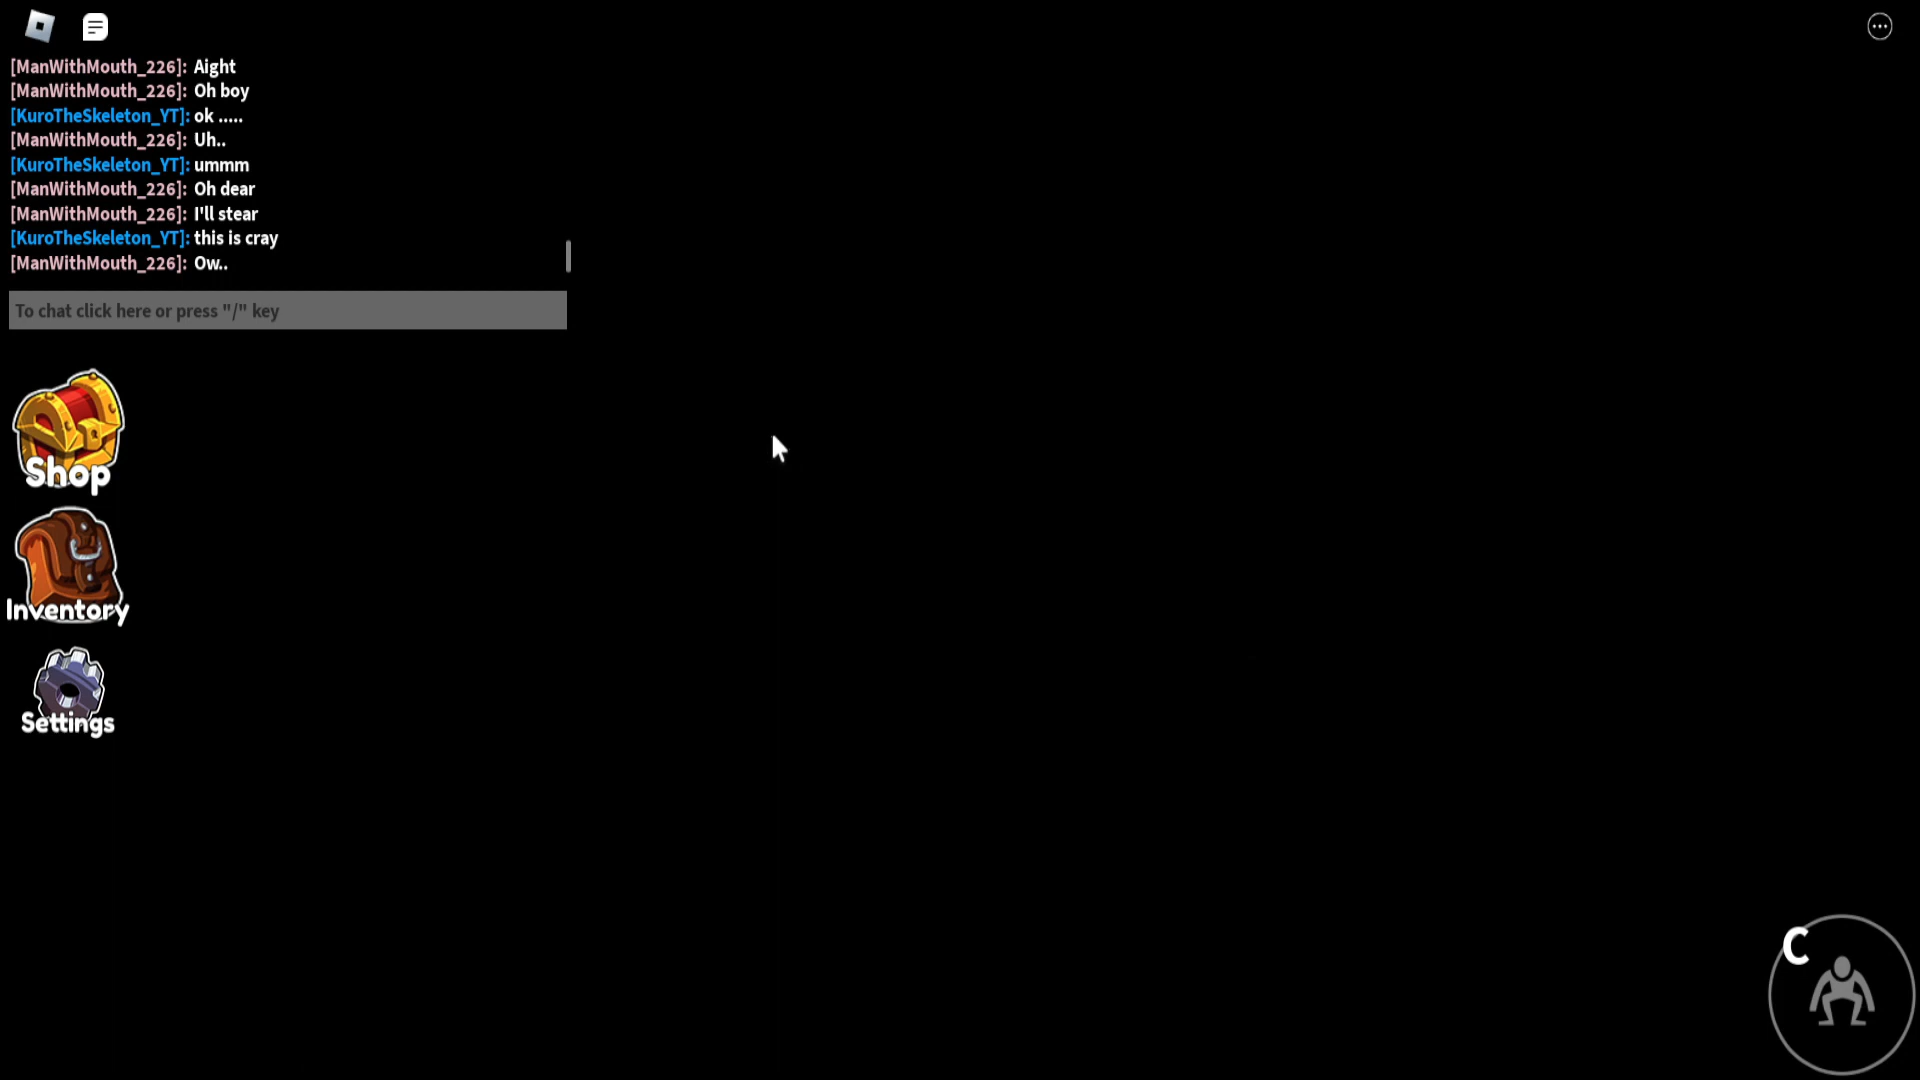 [ManWithMouth_226]: Aight
[ManWithMouth_226]: Oh boy
[KuroTheSkeleton_YT]: ok .....
[ManWithMouth_226]: Uh..
[KuroTheSkeleton_YT]: ummm
[ManWithMouth_226]: Oh dear
[ManWithMouth_226]: I'll stear
[KuroTheSkeleton_YT]: this is cray
[ManWithMouth_226]: Ow..
To chat click here or press "/" key
Shop
Inventory
Settings
C